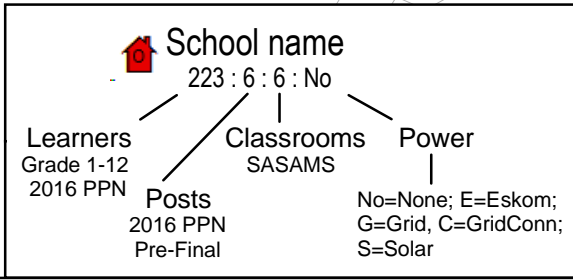 School name
O
223 : 6 : 6 : No
Learners
Grade 1-12
2016 PPN
Posts
2016 PPN
Pre-Final
Classrooms
SASAMS
Power
No=None; E=Eskom;
G=Grid, C=GridConn;
S=Solar